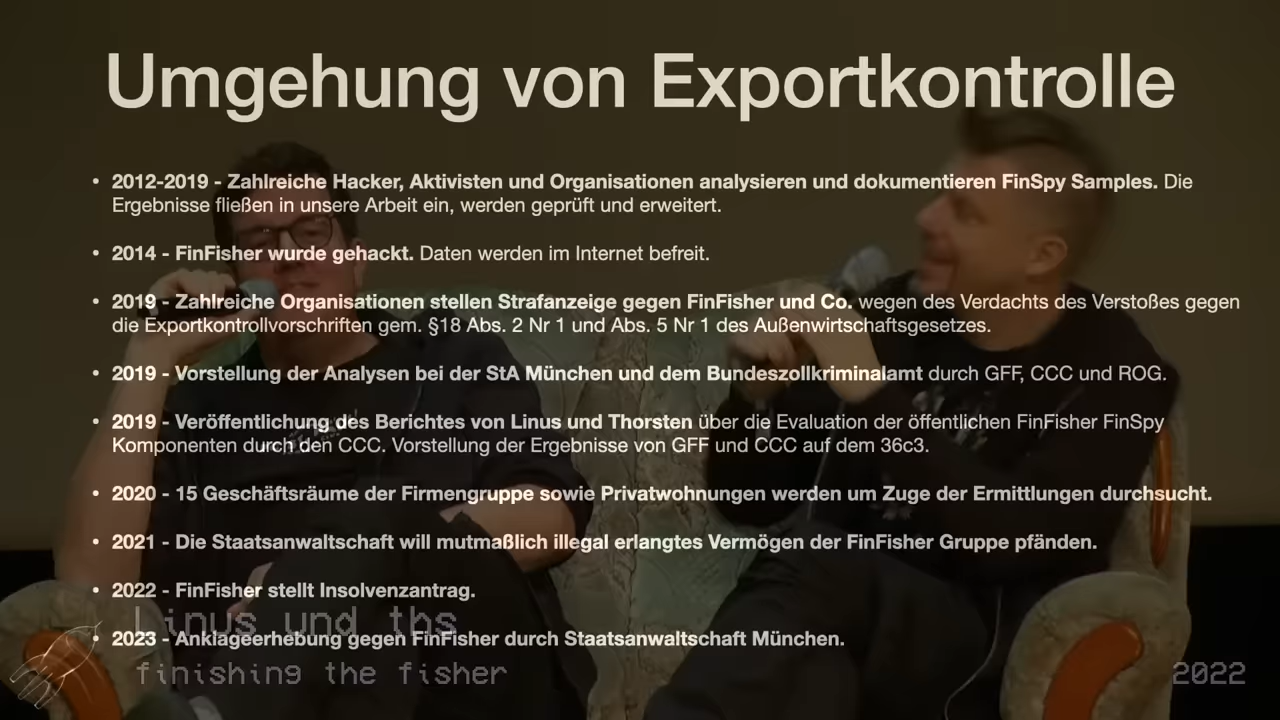 Umgehung von Exportkontrolle
• 2012-2019 - Zahlreiche Hacker, Aktivisten und Organisationen analysieren und dokumentieren FinSpy Samples. Die
Ergebnisse fließen in unsere Arbeit ein, werden geprüft und erweitert.
• 2014 - FinFisher wurde gehackt. Daten werden im Internet befreit.
• 2019 - Zahlreiche Organisationen stellen Strafanzeige gegen FinFisher und Co. wegen des Verdachts des Verstoßes gegen
die Exportkontrollvorschriften gem. §18 Abs. 2 Nr 1 und Abs. 5 Nr 1 des Außenwirtschaftsgesetzes.
• 2019 - Vorstellung der Analysen bei der StA München und dem Bundeszollkriminalamt durch GFF, CCC und ROG.
• 2019 - Veröffentlichung des Berichtes von Linus und Thorsten über die Evaluation der öffentlichen FinFisher FinSpy
Komponenten durch den CCC. Vorstellung der Ergebnisse von GFF und CCC auf dem 36c3.
• 2020 - 15 Geschäftsräume der Firmengruppe sowie Privatwohnungen werden um Zuge der Ermittlungen durchsucht.
• 2021 - Die Staatsanwaltschaft will mutmaßlich illegal erlangtes Vermögen der FinFisher Gruppe pfänden.
• 2022 - FinFisher stellt Insolvenzantrag.
Linus und ths
• 2023 - Anklageerhebung gegen FinFisher durch Staatsanwaltschaft München.
finishing the fisher
2022